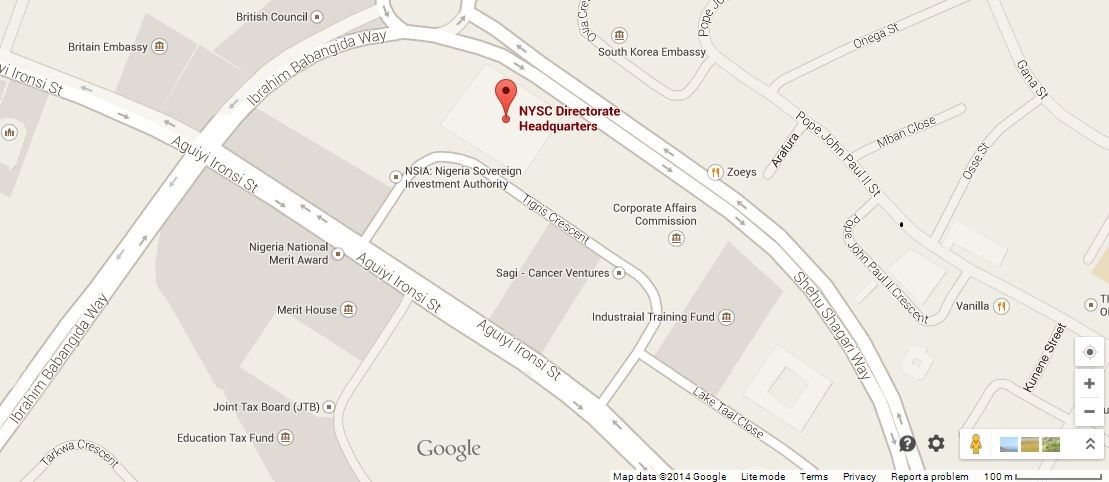 British Council
Britain Embassy
yi Ironsi St
Ibrahim Babangida Way
South Korea Embassy
Onega St
Gana St
NYSC Directorate
Headquarters
Pope John Paul II St
Mban Close
Arafura
Osse St
Aguiyi Ironsi St
NSIA: Nigeria Sovereign
Investment Authority
Zoeys
Tigris Crescent
Corporate Affairs
Commission
Pope
John Paul II Crescent
Nigeria National
Merit Award
Aguiyi Ironsi St
Sagi - Cancer Ventures
Shehu Shagari Way
Merit House
Industraial Training Fund
Vanilla
Aguiyi Ironsi St
Kunene Street
Ibrahim Babangida Way
Joint Tax Board (JTB)
Lake Taal Close
Education Tax Fund
Tarkwa Crescent
Google
Map data ©2014 Google Lite mode Terms Privacy Report a problem 100 m